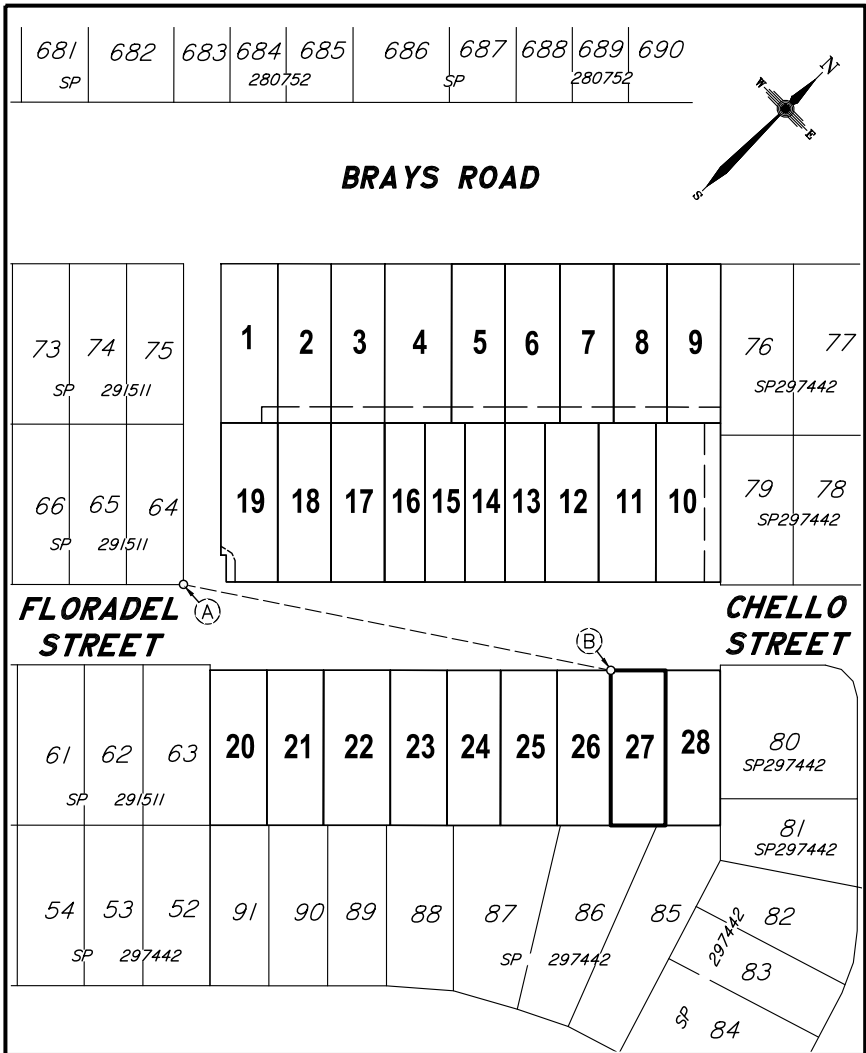 681 682 683 684 685 686 687 688 689 690
SP 280752 SP 280752
N
W
E
S
BRAYS ROAD
73 74 75 1 2 3 4 5 6 7 8 9 76 77
SP 291511 SP297442
66 65 64 19 18 17 16 15 14 13 12 11 10 79 78
SP 291511 SP297442
FLORADEL
STREET
A
CHELLO
STREET
B
61 62 63 20 21 22 23 24 25 26 27 28 80
SP 291511 SP297442
81
SP297442
54 53 52 91 90 89 88 87 86 85 82
SP 297442 SP 297442 297442
83
SP 84